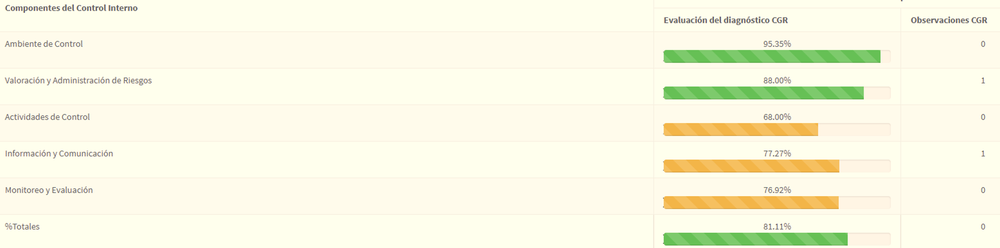 Componentes del Control Interno
Evaluación del diagnóstico CGR Observaciones CGR
Ambiente de Control 95.35% 0
Valoración y Administración de Riesgos 88.00% 1
Actividades de Control 68.00% 0
Información y Comunicación 77.27% 1
Monitoreo y Evaluación 76.92% 0
%Totales 81.11% 0